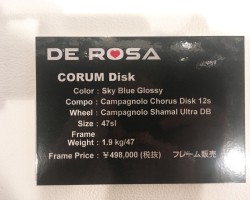 DE ROSA
CORUM Disk
Color : Sky Blue Glossy
Compo : Campagnolo Chorus Disk 12s
Wheel : Campagnolo Shamal Ultra DB
Size : 47sl
Frame
Weight : 1.9 kg/47
Frame Price : ￥498,000 (税抜) フレーム販売